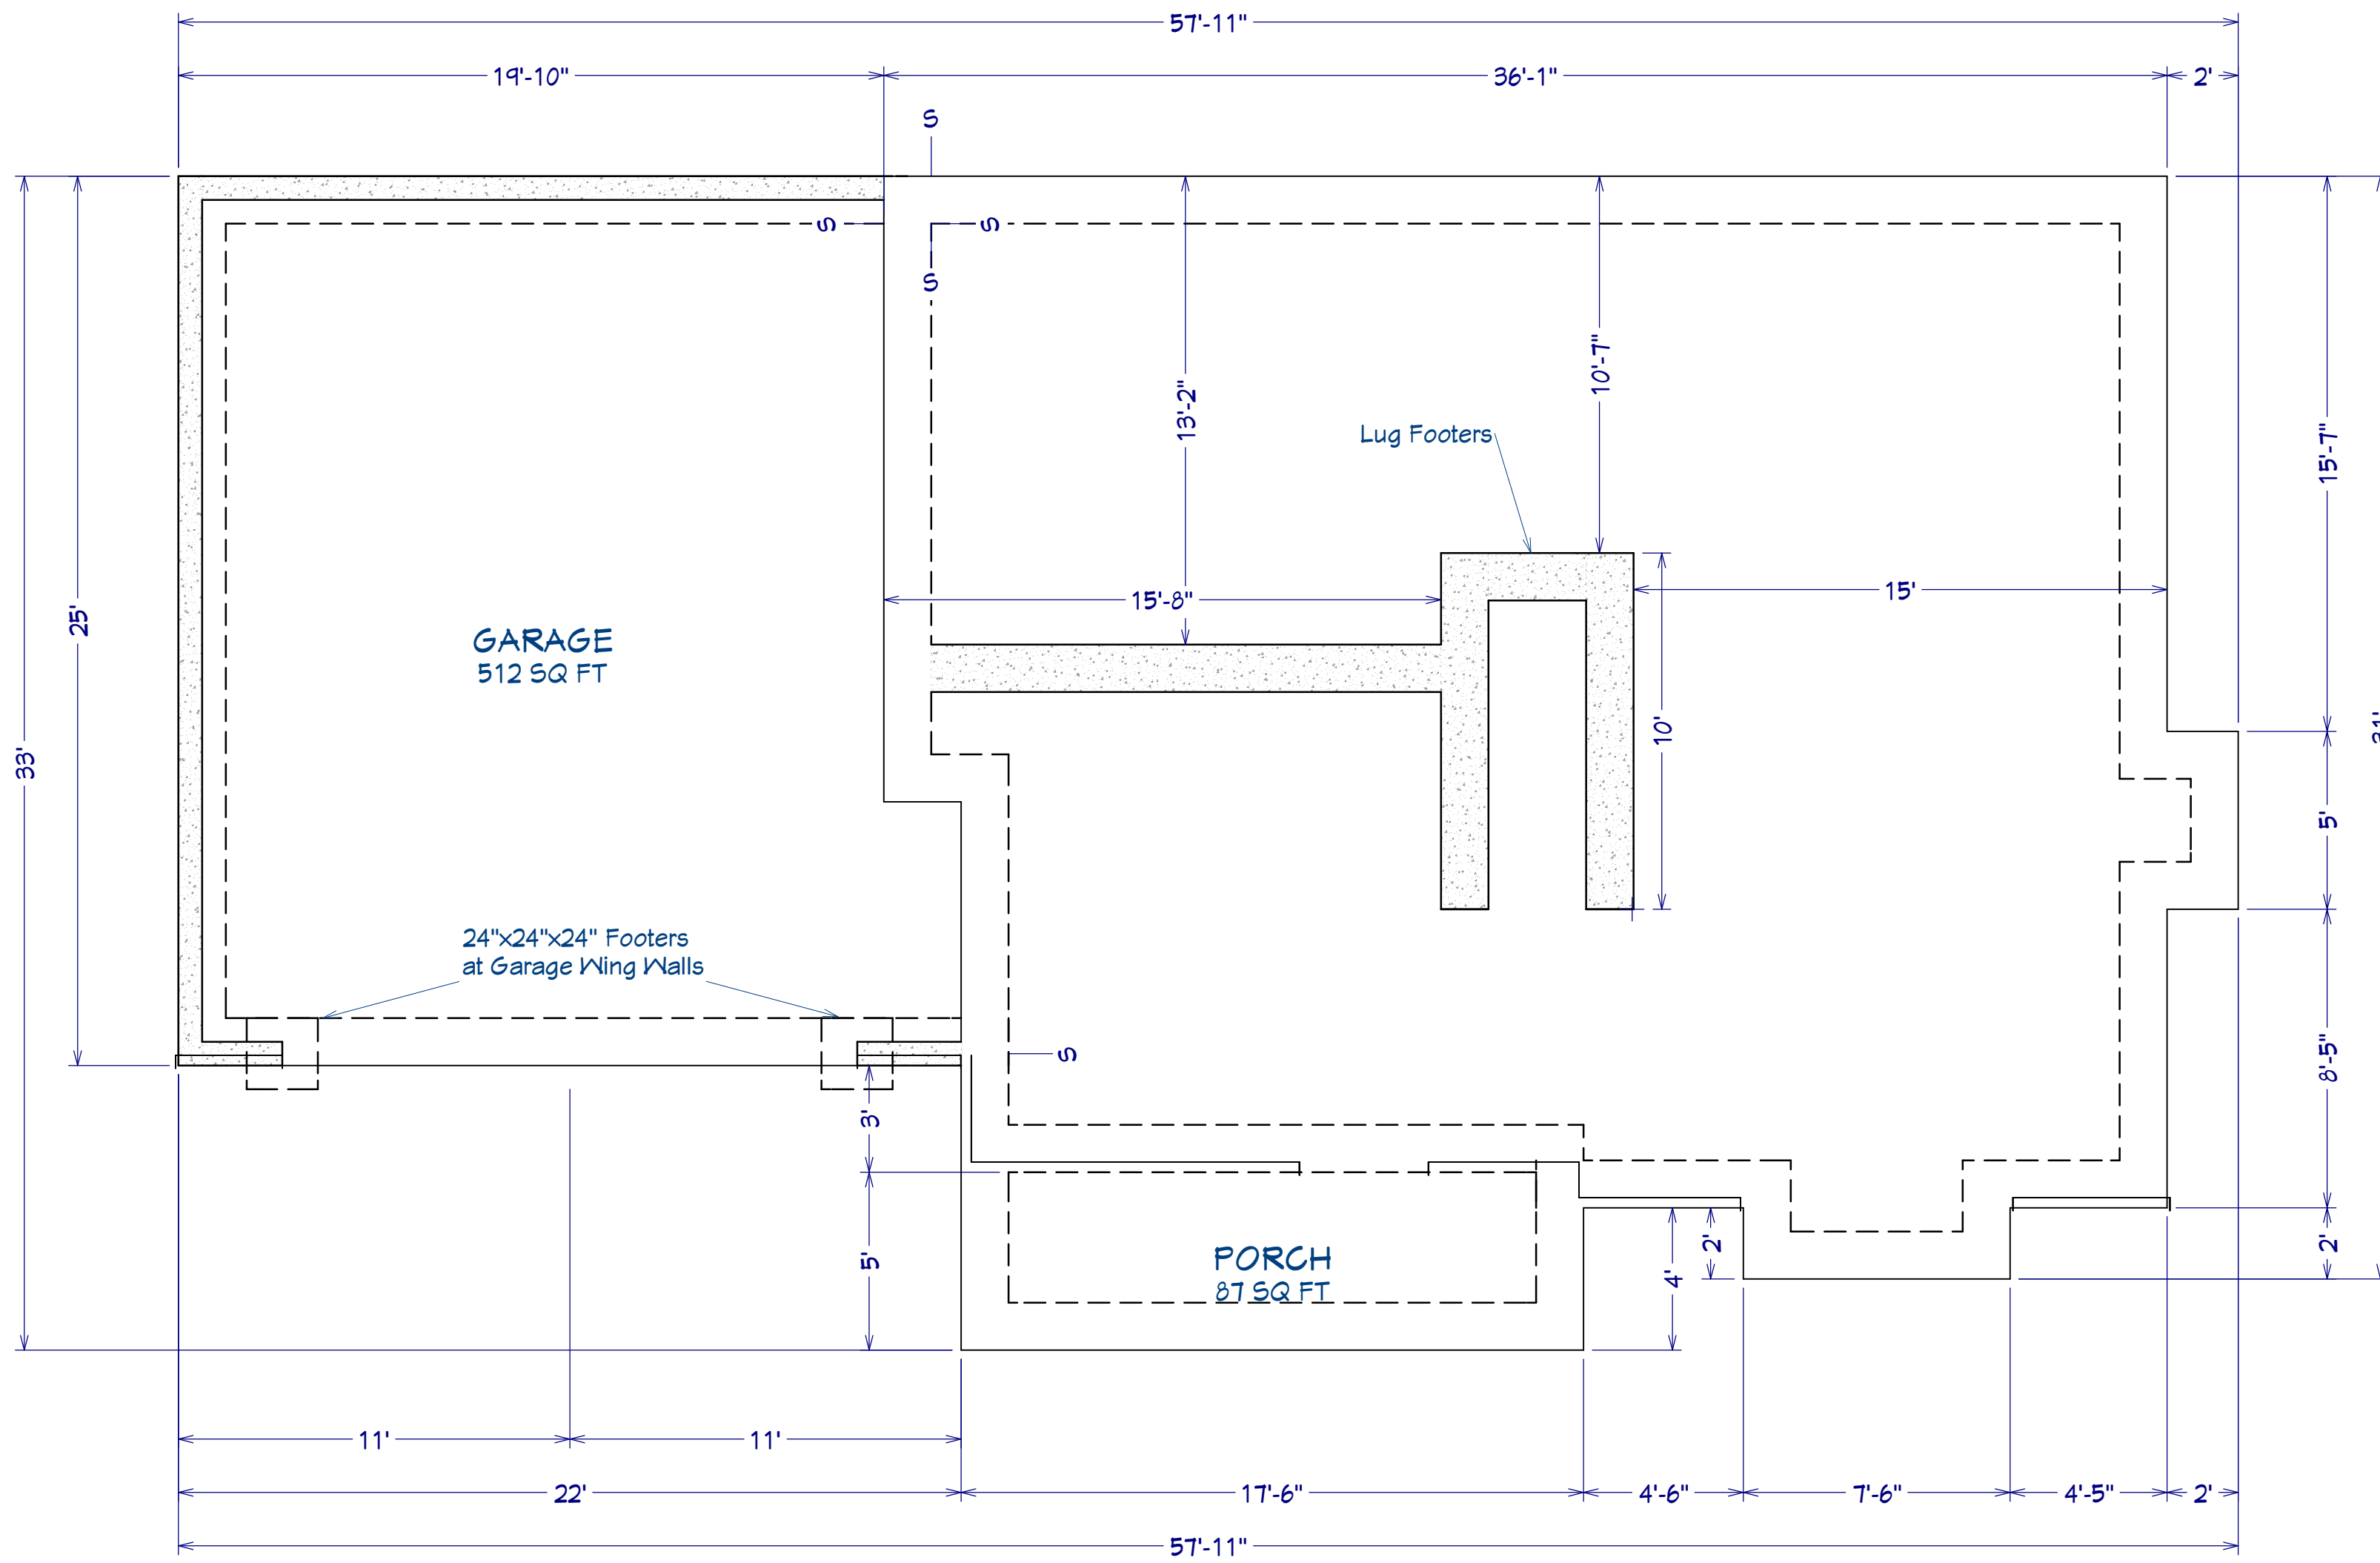 57'-11"
19'-10"
36'-1"
2'
S
S
S
S
13'-2"
10'-7"
15'-7"
Lug Footers
25'
15'-8"
15'
GARAGE
512 SQ FT
33'
10'
31'
5'
24"x24"x24" Footers
at Garage Wing Walls
S
8'-5"
3'
5'
PORCH
87 SQ FT
4'
2'
2'
11'
11'
22'
17'-6"
4'-6"
7'-6"
4'-5"
2'
57'-11"